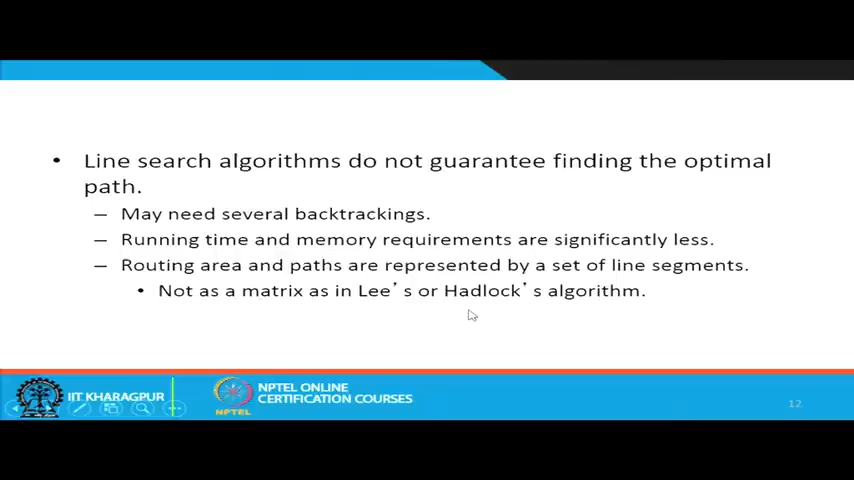 • Line search algorithms do not guarantee finding the optimal
path.
– May need several backtrackings.
– Running time and memory requirements are significantly less.
– Routing area and paths are represented by a set of line segments.
• Not as a matrix as in Lee's or Hadlock's algorithm.
IIT KHARAGPUR
NPTEL
NPTEL ONLINE
CERTIFICATION COURSES
12